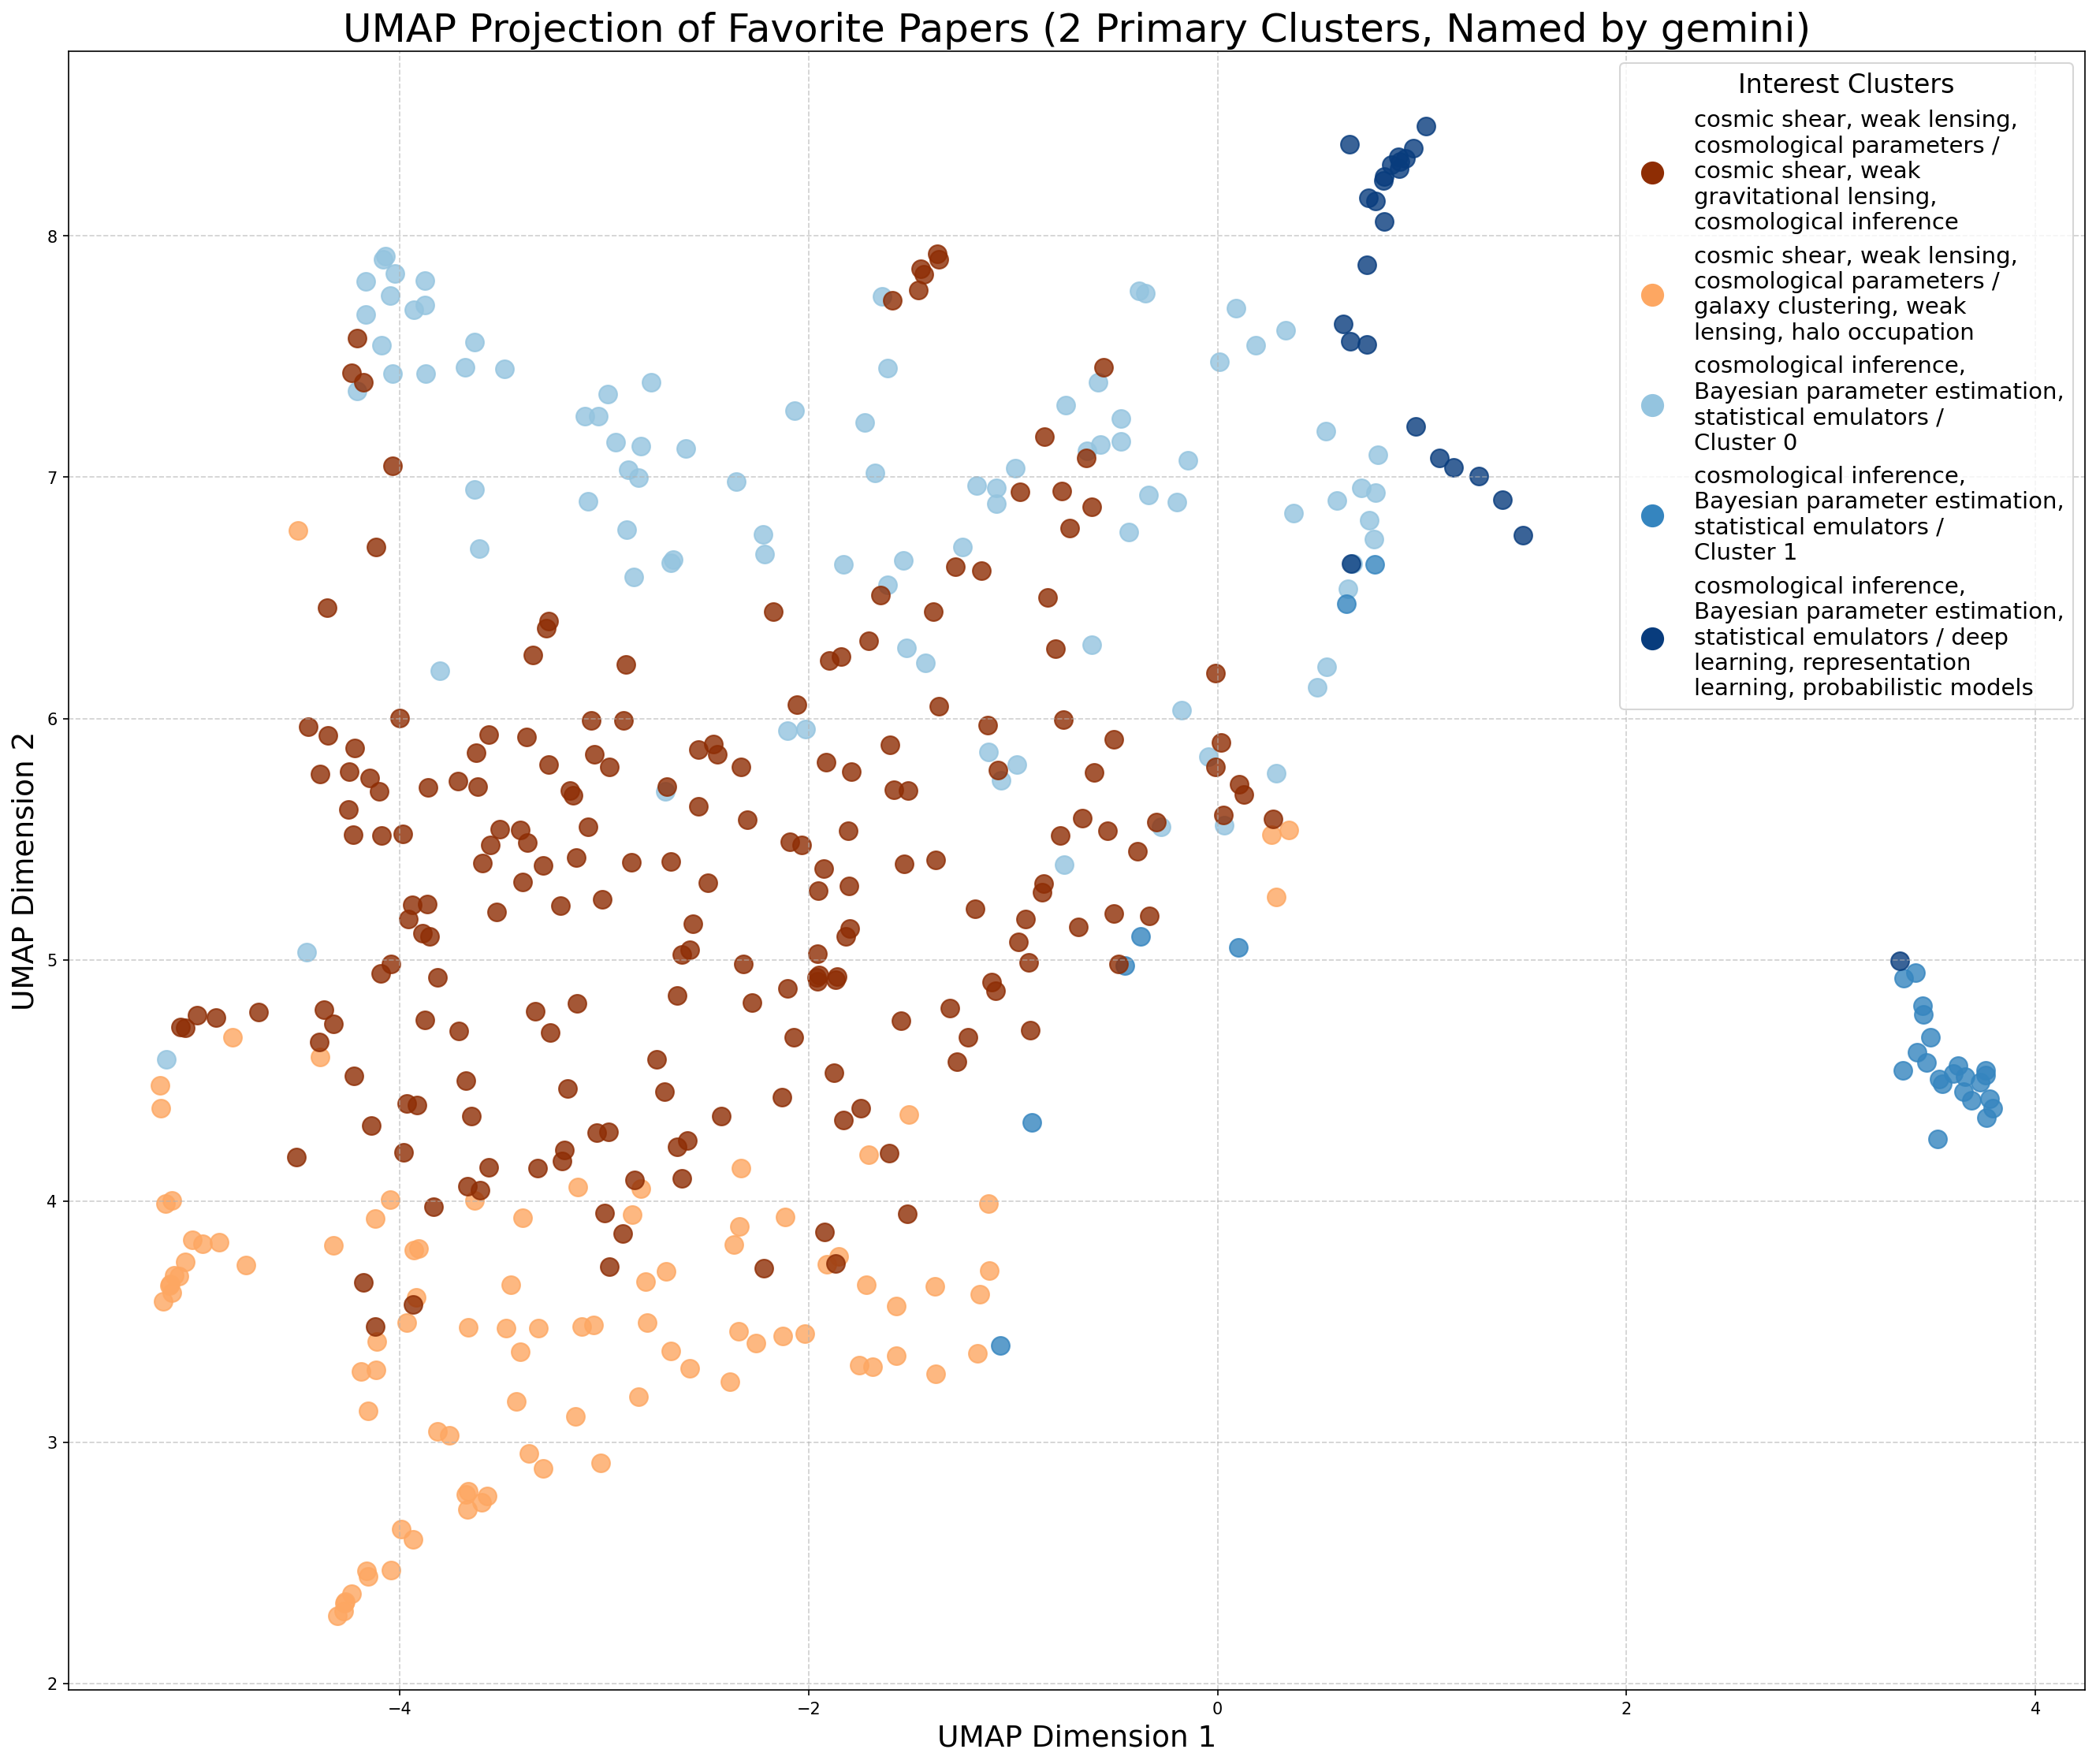 UMAP Projection of Favorite Papers (2 Primary Clusters, Named by gemini)
Interest Clusters
cosmic shear, weak lensing,
cosmological parameters /
cosmic shear, weak
gravitational lensing,
cosmological inference
cosmic shear, weak lensing,
cosmological parameters /
galaxy clustering, weak
lensing, halo occupation
cosmological inference,
Bayesian parameter estimation,
statistical emulators /
Cluster 0
cosmological inference,
Bayesian parameter estimation,
statistical emulators /
Cluster 1
cosmological inference,
Bayesian parameter estimation,
statistical emulators / deep
learning, representation
learning, probabilistic models
UMAP Dimension 2
8
7
6
5
4
3
2
−4
−2
0
2
4
UMAP Dimension 1